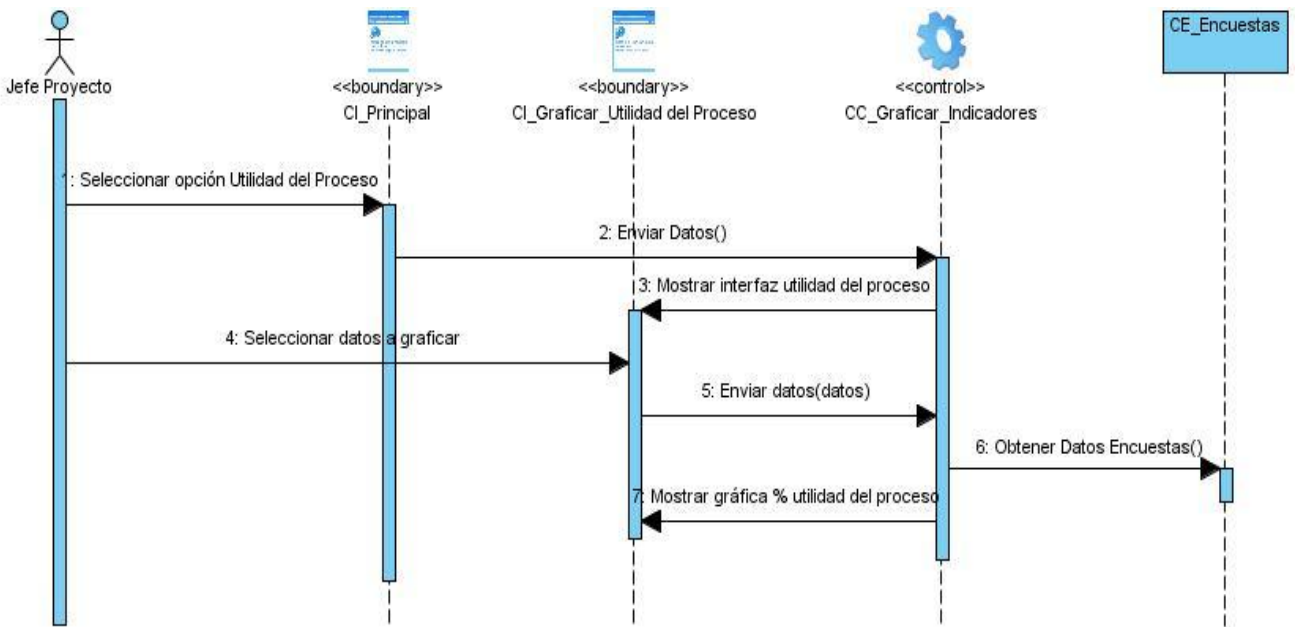 CE_Encuestas
Jefe Proyecto
<<boundary>>
CI_Principal
<<boundary>>
CI_Graficar_Utilidad del Proceso
<<control>>
CC_Graficar_Indicadores
1: Seleccionar opción Utilidad del Proceso
2: Enviar Datos()
3: Mostrar interfaz utilidad del proceso
4: Seleccionar datos a graficar
5: Enviar datos(datos)
6: Obtener Datos Encuestas()
7: Mostrar gráfica % utilidad del proceso